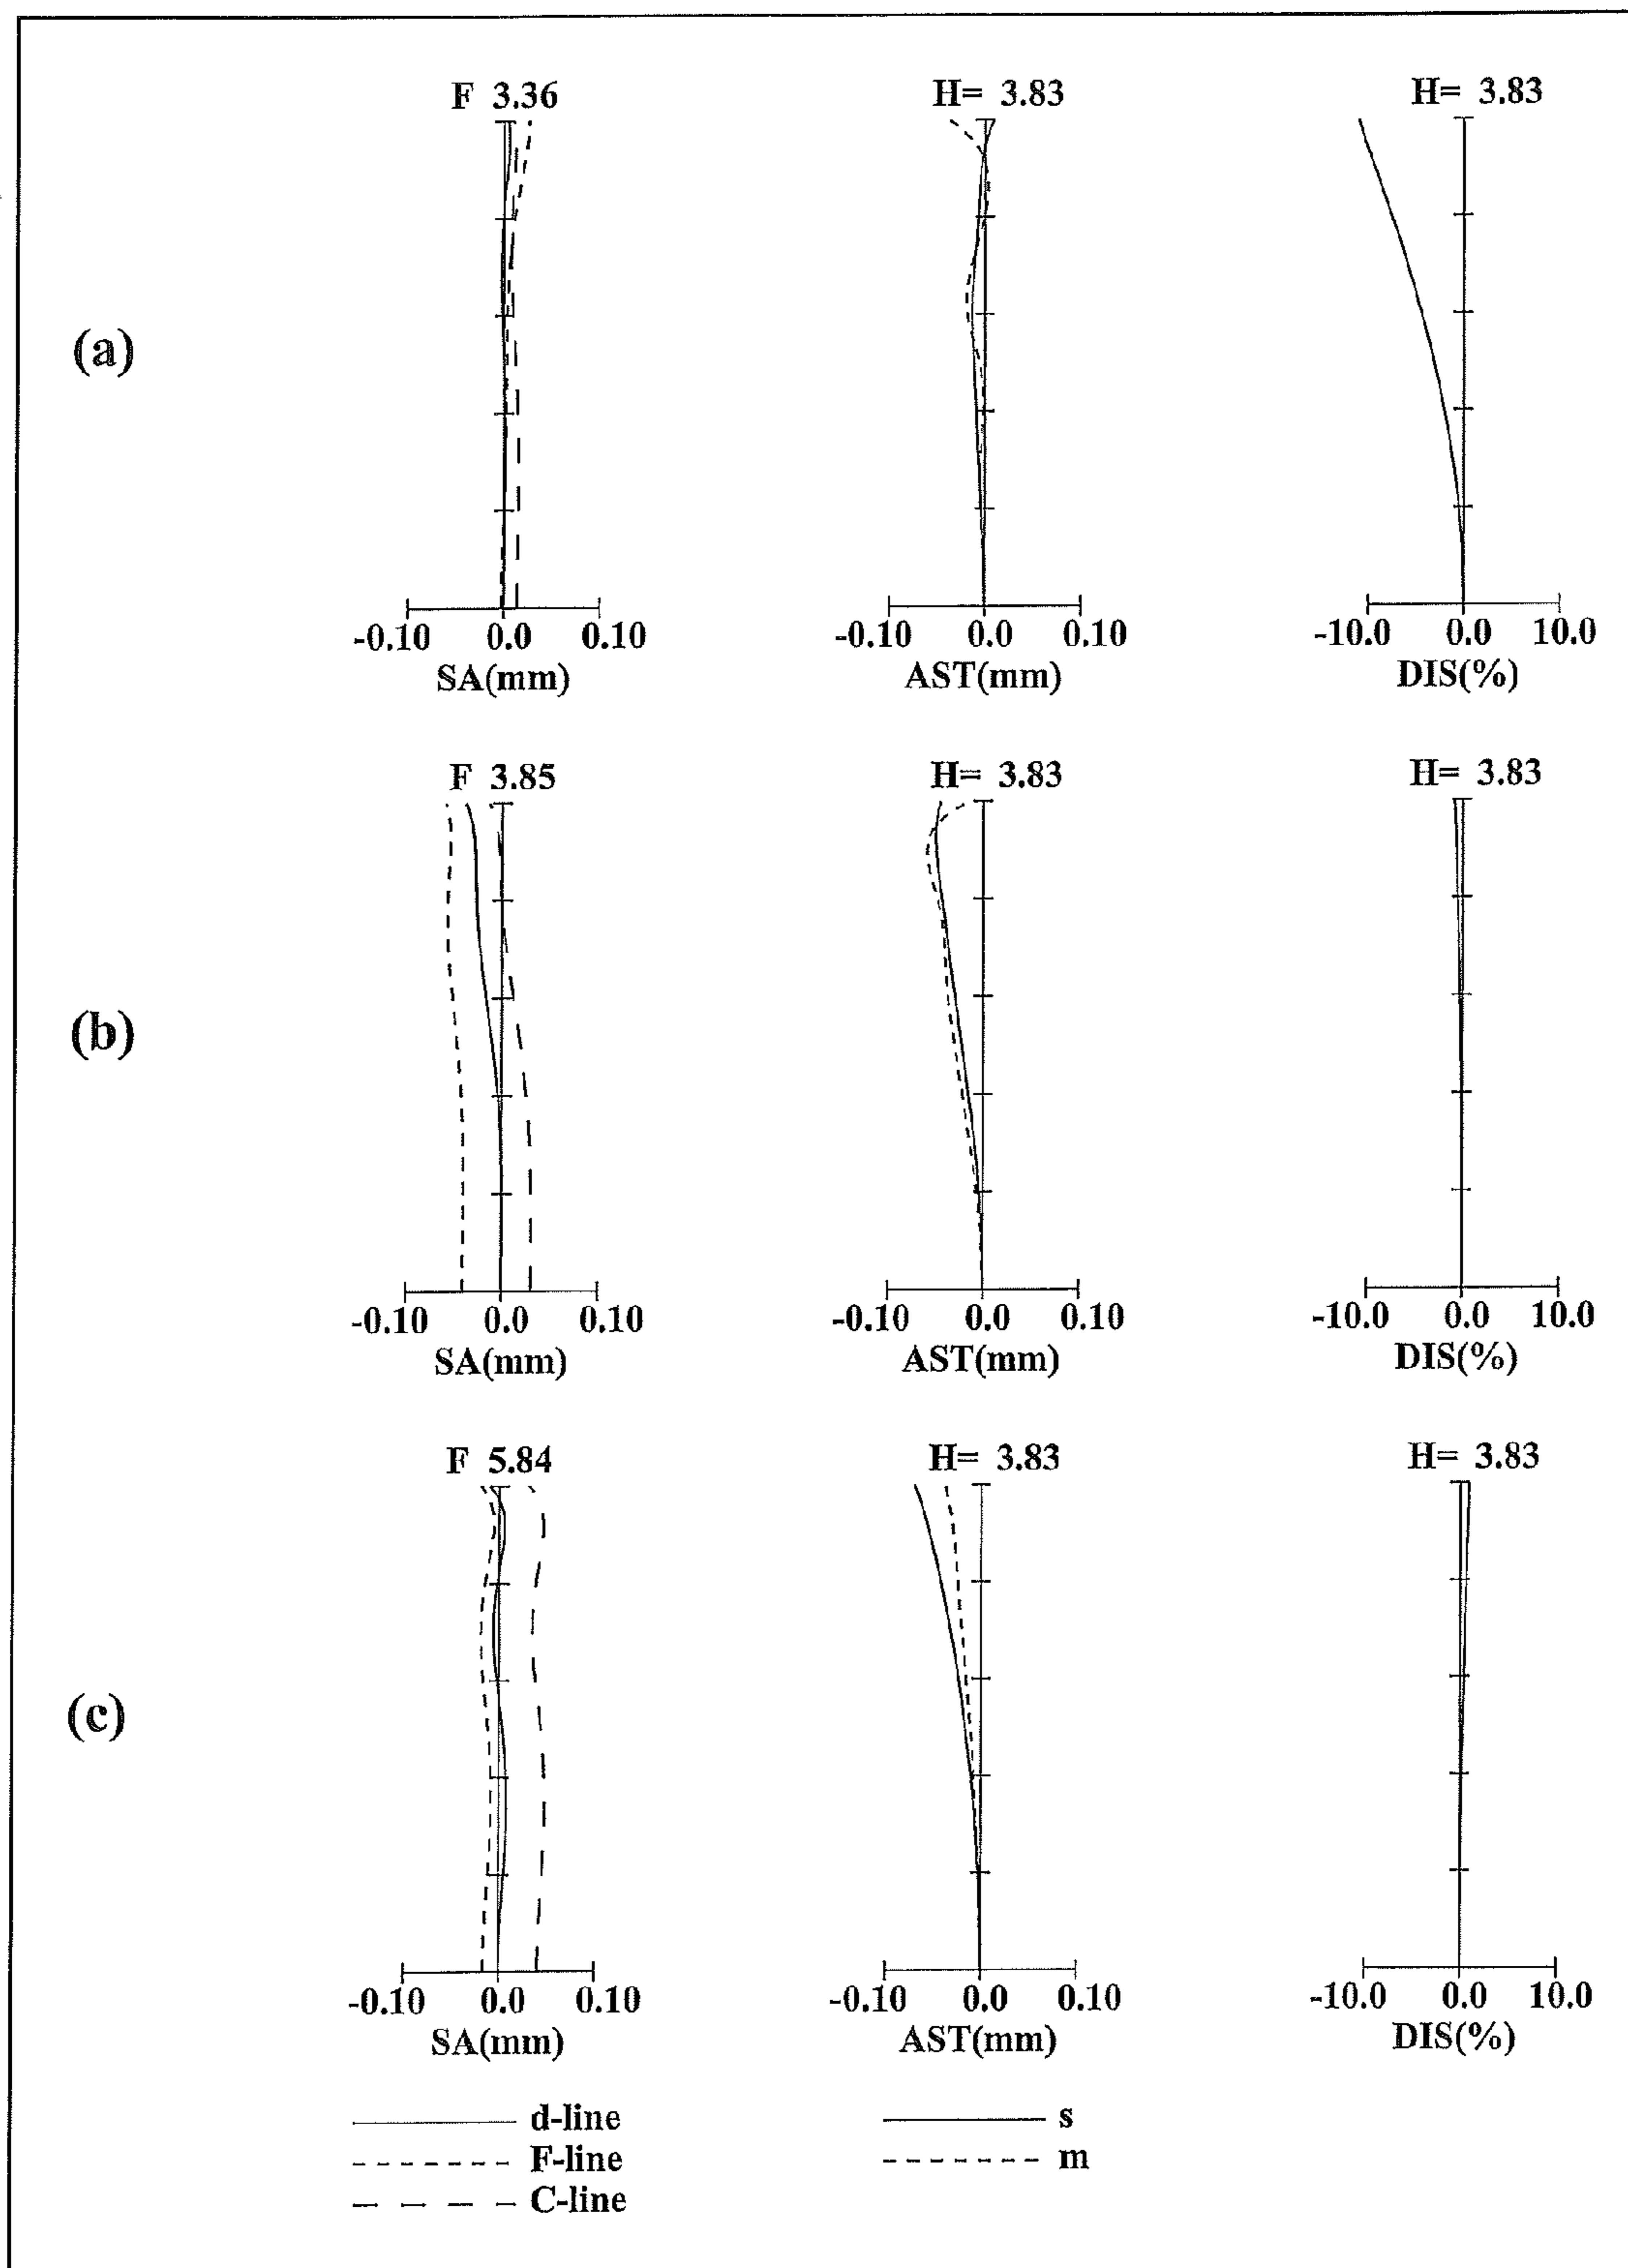 (a)
F 3.36
H= 3.83
H= 3.83
-0.10 0.0 0.10
SA(mm)
-0.10 0.0 0.10
AST(mm)
-10.0 0.0 10.0
DIS(%)
(b)
F 3.85
H= 3.83
H= 3.83
-0.10 0.0 0.10
SA(mm)
-0.10 0.0 0.10
AST(mm)
-10.0 0.0 10.0
DIS(%)
(c)
F 5.84
H= 3.83
H= 3.83
-0.10 0.0 0.10
SA(mm)
-0.10 0.0 0.10
AST(mm)
-10.0 0.0 10.0
DIS(%)
d-line
F-line
C-line
s
m